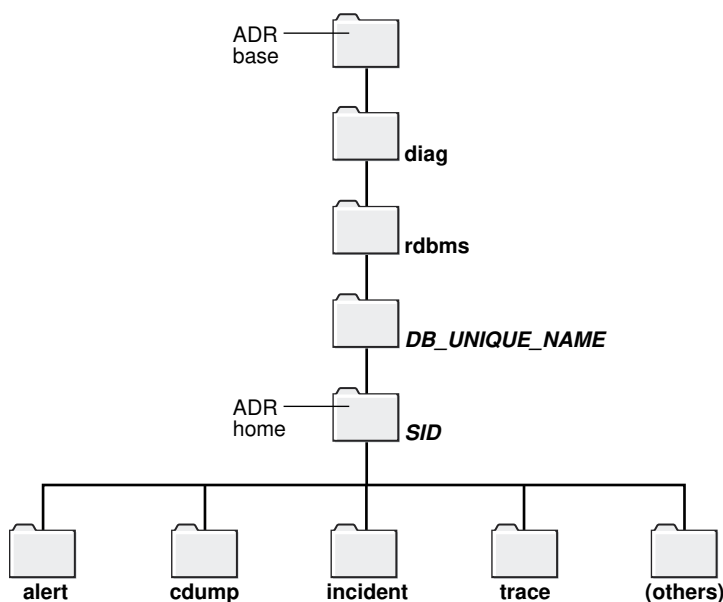 ADR
base
diag
rdbms
DB_UNIQUE_NAME
ADR
home
SID
alert
cdump
incident
trace
(others)